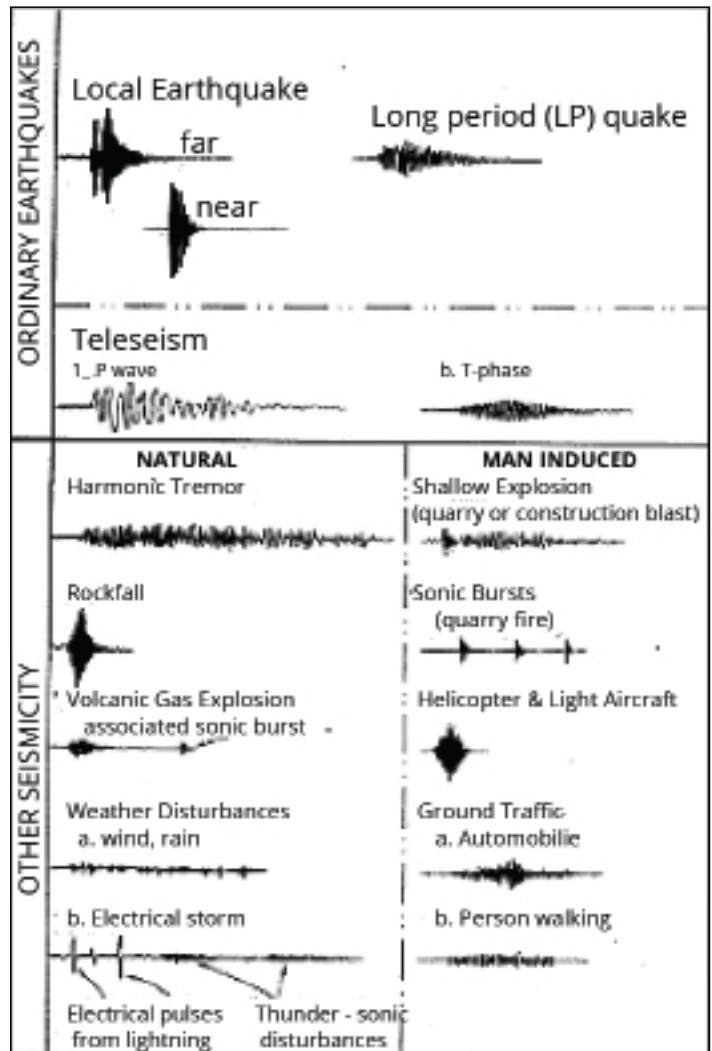 ORDINARY EARTHQUAKES
Local Earthquake
far
near
Long period (LP) quake
Teleseism
1_.P wave
b. T-phase
OTHER SEISMICITY
NATURAL
Harmonic Tremor
Rockfall
Volcanic Gas Explosion
associated sonic burst
Weather Disturbances
a. wind, rain
b. Electrical storm
Electrical pulses
from lightning
Thunder - sonic
disturbances
MAN INDUCED
Shallow Explosion
(quarry or construction blast)
Sonic Bursts
(quarry fire)
Helicopter & Light Aircraft
Ground Traffic
a. Automobilie
b. Person walking